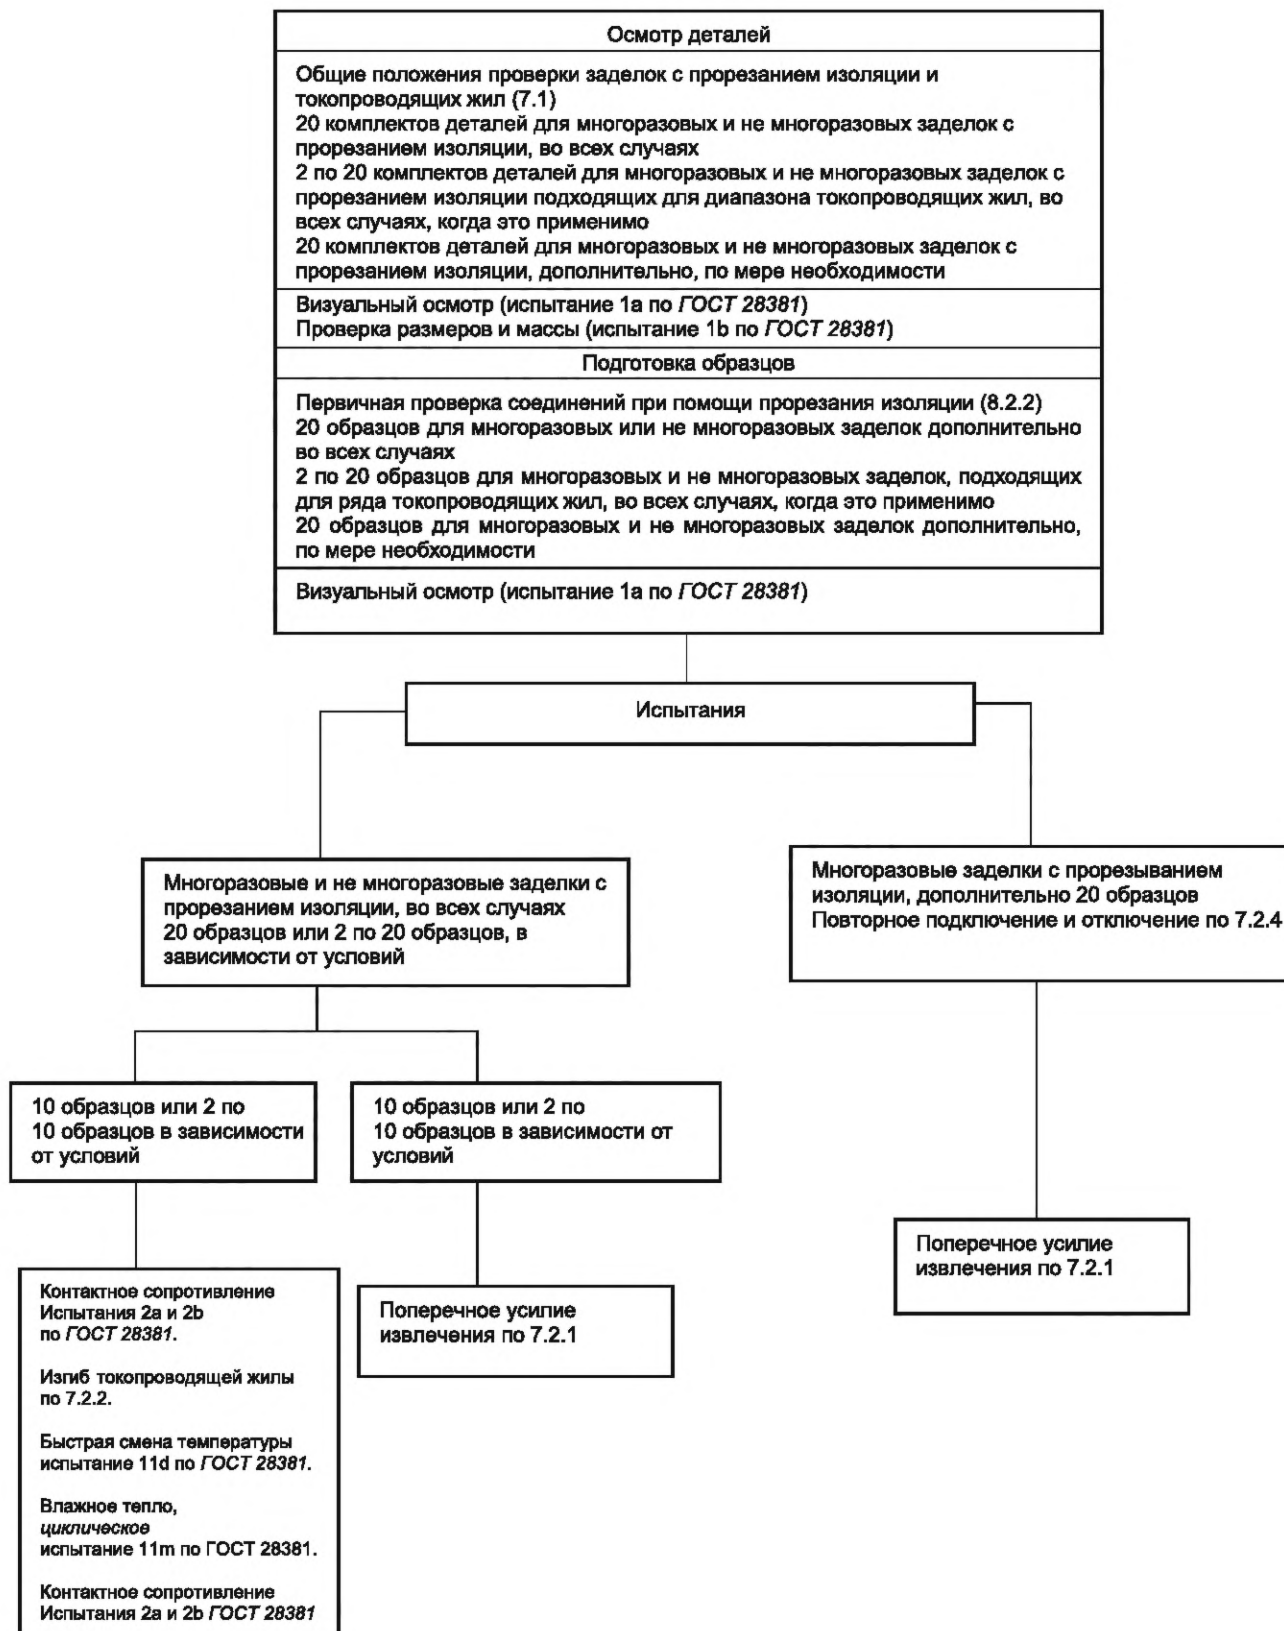 Осмотр деталей
Общие положения проверки заделок с прорезанием изоляции и
токопроводящих жил (7.1)
20 комплектов деталей для многоразовых и не многоразовых заделок с
прорезанием изоляции, во всех случаях
2 по 20 комплектов деталей для многоразовых и не многоразовых заделок с
прорезанием изоляции подходящих для диапазона токопроводящих жил, во
всех случаях, когда это применимо
20 комплектов деталей для многоразовых и не многоразовых заделок с
прорезанием изоляции, дополнительно, по мере необходимости
Визуальный осмотр (испытание 1a по ГОСТ 28381)
Проверка размеров и массы (испытание 1b по ГОСТ 28381)
Подготовка образцов
Первичная проверка соединений при помощи прорезания изоляции (8.2.2)
20 образцов для многоразовых или не многоразовых заделок дополнительно
во всех случаях
2 по 20 образцов для многоразовых и не многоразовых заделок, подходящих
для ряда токопроводящих жил, во всех случаях, когда это применимо
20 образцов для многоразовых и не многоразовых заделок дополнительно,
по мере необходимости
Визуальный осмотр (испытание 1a по ГОСТ 28381)
Испытания
Многоразовые и не многоразовые заделки с
прорезанием изоляции, во всех случаях
20 образцов или 2 по 20 образцов, в
зависимости от условий
Многоразовые заделки с прорезыванием
изоляции, дополнительно 20 образцов
Повторное подключение и отключение по 7.2.4
10 образцов или 2 по
10 образцов в зависимости
от условий
10 образцов или 2 по
10 образцов в зависимости от
условий
Поперечное усилие
извлечения по 7.2.1
Контактное сопротивление
Испытания 2a и 2b
по ГОСТ 28381.
Изгиб токопроводящей жилы
по 7.2.2.
Быстрая смена температуры
испытание 11d по ГОСТ 28381.
Влажное тепло,
циклическое
испытание 11m по ГОСТ 28381.
Контактное сопротивление
Испытания 2a и 2b ГОСТ 28381
Поперечное усилие
извлечения по 7.2.1